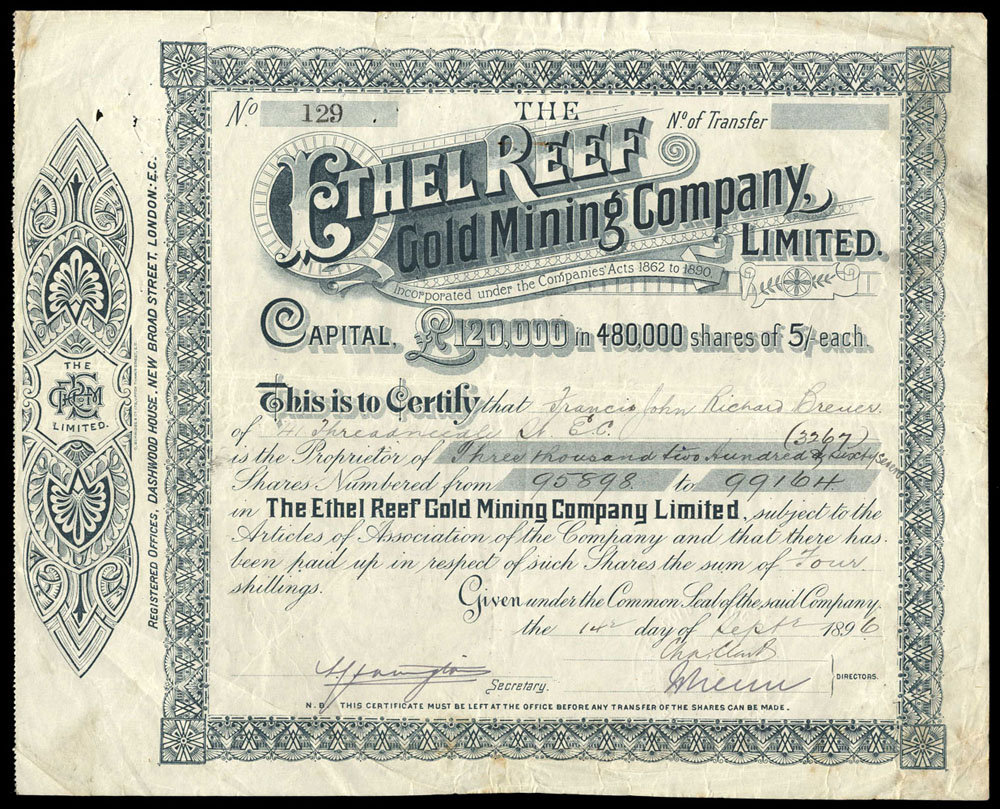 No 129
THE
No. of Transfer
ETHEL REEF
Gold Mining Company,
LIMITED.
Incorporated under the Companies' Acts 1862 to 1890.
CAPITAL, £120,000 in 480,000 shares of 5/- each.
This is to Certify that Francis John Richard Breuer
of 41 Threadneedle St. E.C.
(3267)
is the Proprietor of Three thousand two hundred & sixty seven
Shares Numbered from 95898 to 99164
in The Ethel Reef Gold Mining Company Limited, subject to the
Articles of Association of the Company and that there has
been paid up in respect of such Shares the sum of Four
shillings.
Given under the Common Seal of the said Company.
the 14th day of Septr 1896
Secretary.
DIRECTORS.
N.B. THIS CERTIFICATE MUST BE LEFT AT THE OFFICE BEFORE ANY TRANSFER OF THE SHARES CAN BE MADE.
REGISTERED OFFICES, DASHWOOD HOUSE, NEW BROAD STREET, LONDON: E.C.
THE
LIMITED.